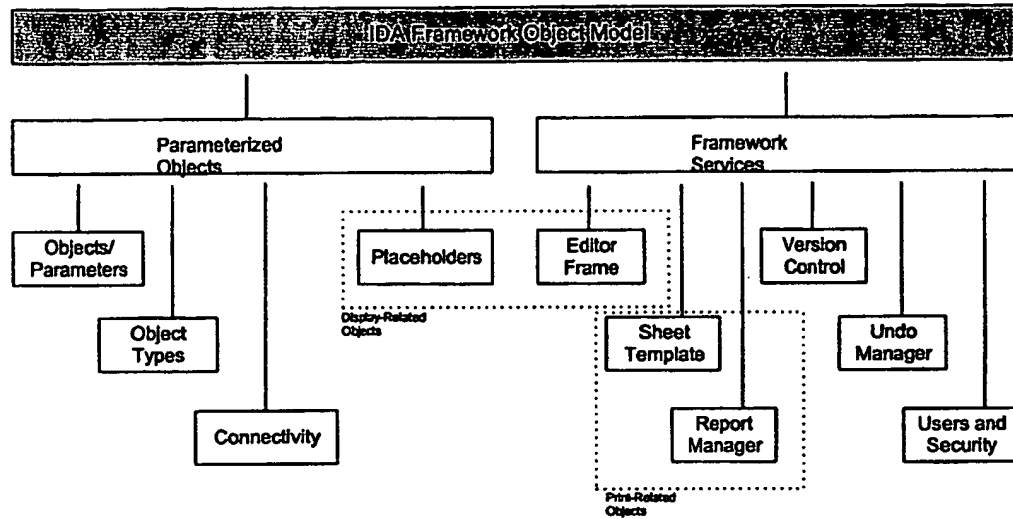 IDA Framework Object Model
Parameterized
Objects
Framework
Services
Objects/
Parameters
Placeholders
Editor
Frame
Version
Control
Display-Related
Objects
Object
Types
Sheet
Template
Undo
Manager
Connectivity
Report
Manager
Users and
Security
Print-Related
Objects